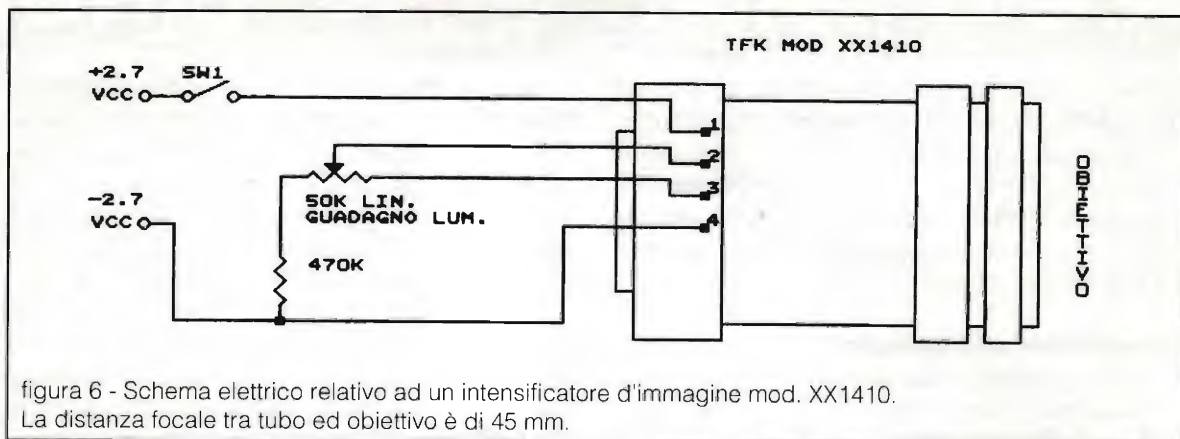 TFK MOD XX1410
+2.7 SW1
VCC
1
2
3
4
-2.7
VCC
50K LIN.
GUADAGNO LUM.
470K
OBIETTIVO
figura 6 - Schema elettrico relativo ad un intensificatore d'immagine mod. XX1410.
La distanza focale tra tubo ed obiettivo è di 45 mm.